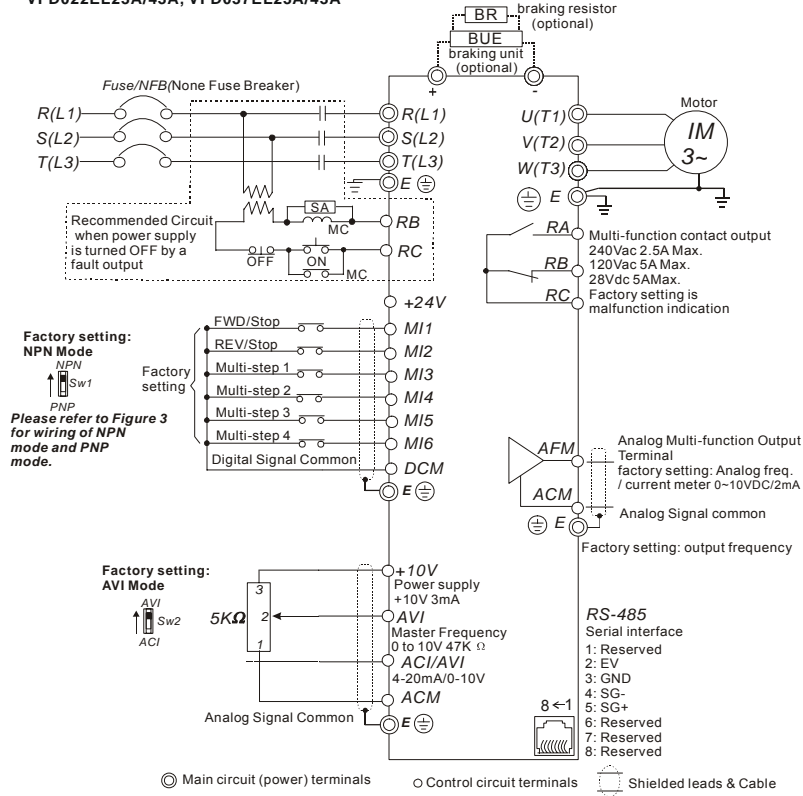 VFD022EL23A/43A, VFD037EL23A/43A
BR
braking resistor
(optional)
BUE
braking unit
(optional)
+
-
Fuse/NFB(None Fuse Breaker)
R(L1)
S(L2)
T(L3)
R(L1)
S(L2)
T(L3)
E
U(T1)
V(T2)
W(T3)
E
Motor
IM
3~
Recommended Circuit
when power supply
is turned OFF by a
fault output
SA
MC
OFF
ON
MC
RB
RC
RA
RB
RC
Multi-function contact output
240Vac 2.5A Max.
120Vac 5A Max.
28Vdc 5AMax.
Factory setting is
malfunction indication
+24V
Factory setting:
NPN Mode
NPN
Sw1
PNP
Please refer to Figure 3
for wiring of NPN
mode and PNP
mode.
Factory
setting
FWD/Stop
MI1
REV/Stop
MI2
Multi-step 1
MI3
Multi-step 2
MI4
Multi-step 3
MI5
Multi-step 4
MI6
Digital Signal Common
DCM
E
AFM
ACM
E
Analog Multi-function Output
Terminal
factory setting: Analog freq.
/ current meter 0~10VDC/2mA
Analog Signal common
Factory setting: output frequency
Factory setting:
AVI Mode
AVI
Sw2
ACI
5KΩ
3
2
1
+10V
Power supply
+10V 3mA
AVI
Master Frequency
0 to 10V 47K Ω
ACI/AVI
4-20mA/0-10V
ACM
Analog Signal Common
E
RS-485
Serial interface
1: Reserved
2: EV
3: GND
4: SG-
5: SG+
6: Reserved
7: Reserved
8: Reserved
8←1
Main circuit (power) terminals
Control circuit terminals
Shielded leads & Cable